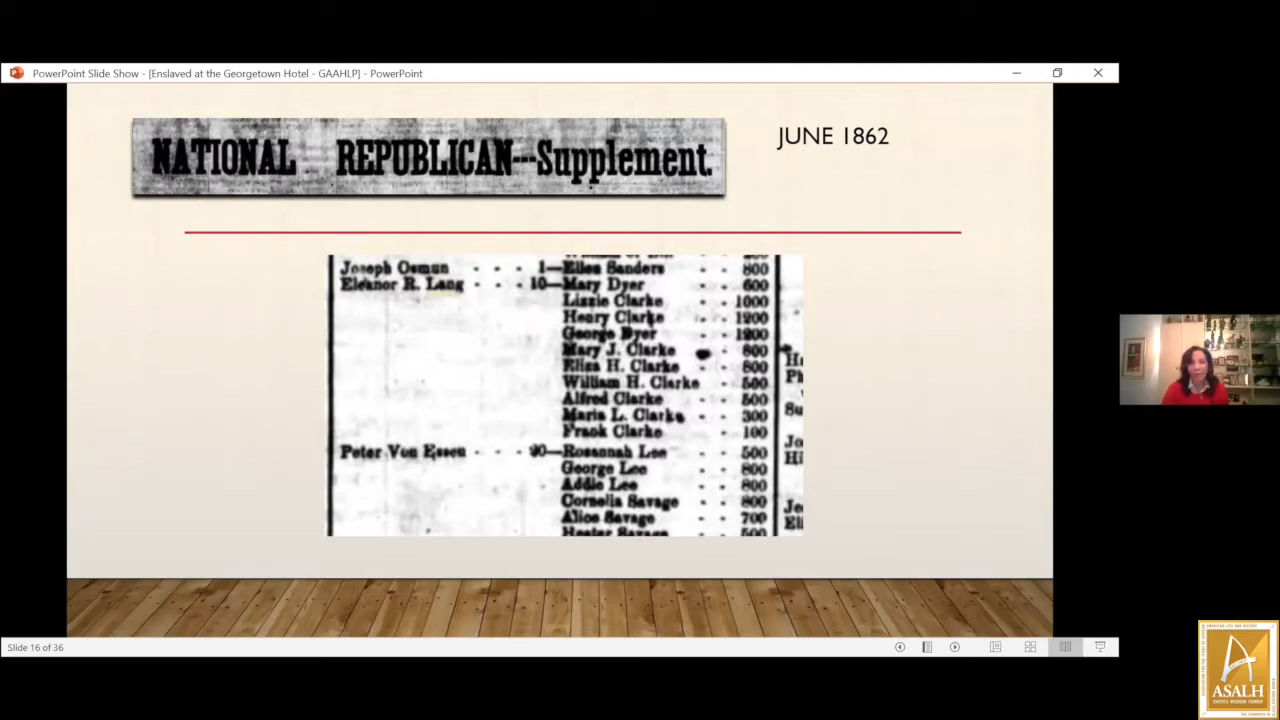 PowerPoint Slide Show - [Enslaved at the Georgetown Hotel - GAAHLP] - PowerPoint
NATIONAL REPUBLICAN---Supplement.
JUNE 1862
Joseph Osmun - - - 1—Ellen Sanders - - 800
Eleanor R. Lang - - - 10—Mary Dyer - - 600
Lizzie Clarke - - 1000
Henry Clarke - - 1200
George Dyer - - 1200
Mary J. Clarke - 800
Eliza H. Clarke - - 800
William H. Clarke - - 500
Alfred Clarke - - 500
Maria L. Clarke - - 300
Frank Clarke - - 100
Peter Von Essen - - - 20—Rosannah Lee - - 500
George Lee - - 800
Addie Lee - - 800
Cornelia Savage - - 800
Alice Savage - - 700
Hester Savage - - 500
Slide 16 of 36
ASALH